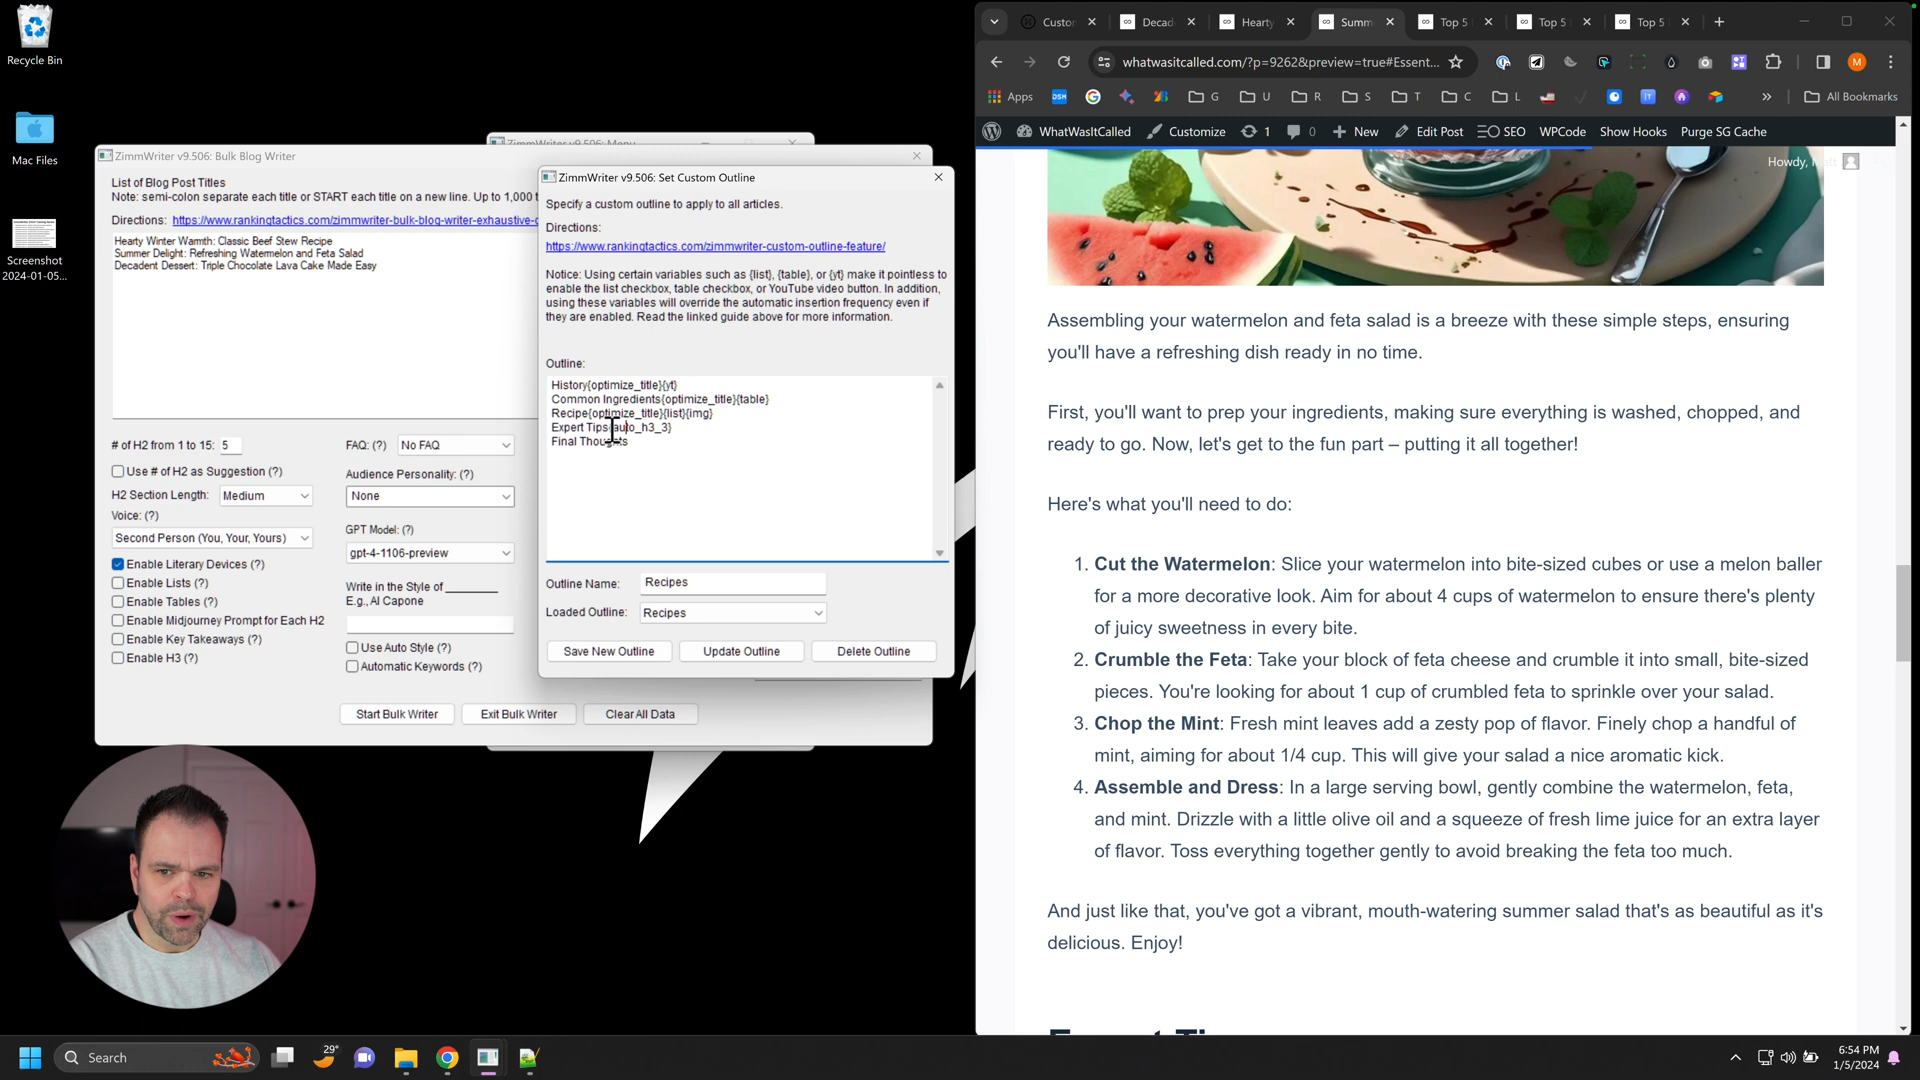 Recycle Bin
Mac Files
Screenshot
2024-01-05...
ZimmWriter v9.506: Menu
ZimmWriter v9.506: Bulk Blog Writer
List of Blog Post Titles
Note: semi-colon separate each title or START each title on a new line. Up to 1,000 t
Directions: https://www.rankingtactics.com/zimmwriter-bulk-blog-writer-exhaustive-
Hearty Winter Warmth: Classic Beef Stew Recipe
Summer Delight: Refreshing Watermelon and Feta Salad
Decadent Dessert: Triple Chocolate Lava Cake Made Easy
# of H2 from 1 to 15: 5
Use # of H2 as Suggestion (?)
H2 Section Length: Medium
Voice: (?)
Second Person (You, Your, Yours)
Enable Literary Devices (?)
Enable Lists (?)
Enable Tables (?)
Enable Midjourney Prompt for Each H2
Enable Key Takeaways (?)
Enable H3 (?)
FAQ: (?) No FAQ
Audience Personality: (?)
None
GPT Model: (?)
gpt-4-1106-preview
Write in the Style of ________
E.g., Al Capone
Use Auto Style (?)
Automatic Keywords (?)
Start Bulk Writer
Exit Bulk Writer
Clear All Data
ZimmWriter v9.506: Set Custom Outline
Specify a custom outline to apply to all articles.
Directions:
https://www.rankingtactics.com/zimmwriter-custom-outline-feature/
Notice: Using certain variables such as {list}, {table}, or {yt} make it pointless to
enable the list checkbox, table checkbox, or YouTube video button. In addition,
using these variables will override the automatic insertion frequency even if
they are enabled. Read the linked guide above for more information.
Outline:
History{optimize_title}{yt}
Common Ingredients{optimize_title}{table}
Recipe{optimize_title}{list}{img}
Expert Tips{auto_h3_3}
Final Thoughts
Outline Name: Recipes
Loaded Outline: Recipes
Save New Outline
Update Outline
Delete Outline
Custor
Decad
Hearty
Summ
Top 5
Top 5
Top 5
whatwasitcalled.com/?p=9262&preview=true#Essent...
M
Apps
DSM
G
U
R
S
T
C
L
All Bookmarks
WhatWasItCalled
Customize
1
0
New
Edit Post
SEO
WPCode
Show Hooks
Purge SG Cache
Howdy,
Assembling your watermelon and feta salad is a breeze with these simple steps, ensuring
you'll have a refreshing dish ready in no time.
First, you'll want to prep your ingredients, making sure everything is washed, chopped, and
ready to go. Now, let's get to the fun part – putting it all together!
Here's what you'll need to do:
1. Cut the Watermelon: Slice your watermelon into bite-sized cubes or use a melon baller
for a more decorative look. Aim for about 4 cups of watermelon to ensure there's plenty
of juicy sweetness in every bite.
2. Crumble the Feta: Take your block of feta cheese and crumble it into small, bite-sized
pieces. You're looking for about 1 cup of crumbled feta to sprinkle over your salad.
3. Chop the Mint: Fresh mint leaves add a zesty pop of flavor. Finely chop a handful of
mint, aiming for about 1/4 cup. This will give your salad a nice aromatic kick.
4. Assemble and Dress: In a large serving bowl, gently combine the watermelon, feta,
and mint. Drizzle with a little olive oil and a squeeze of fresh lime juice for an extra layer
of flavor. Toss everything together gently to avoid breaking the feta too much.
And just like that, you've got a vibrant, mouth-watering summer salad that's as beautiful as it's
delicious. Enjoy!
Search
29°
6:54 PM
1/5/2024